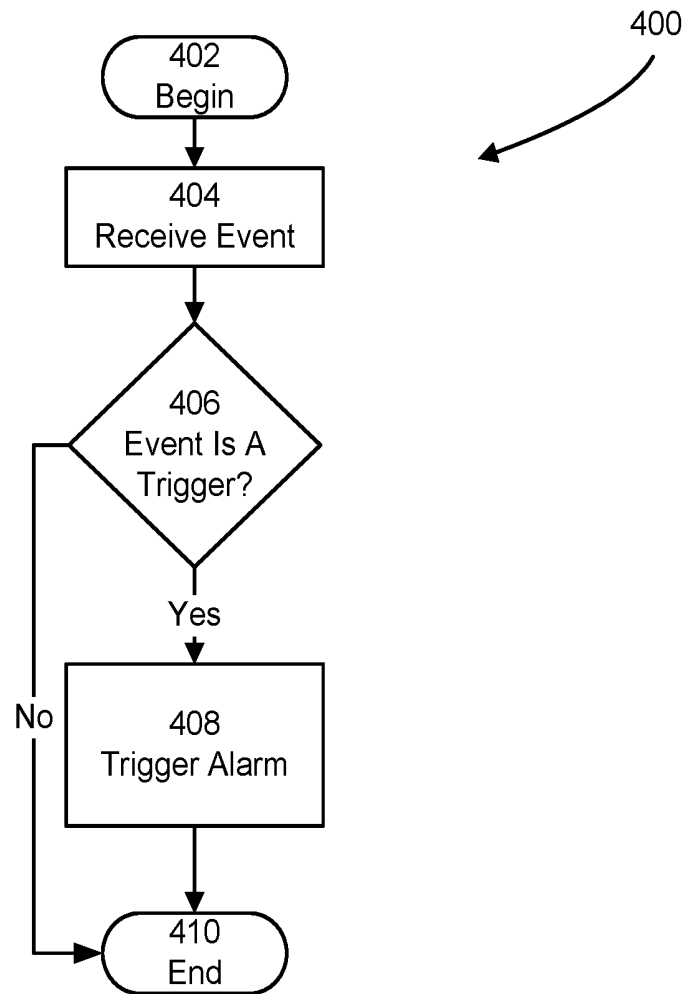 400
402
Begin
404
Receive Event
406
Event Is A
Trigger?
Yes
No
408
Trigger Alarm
410
End